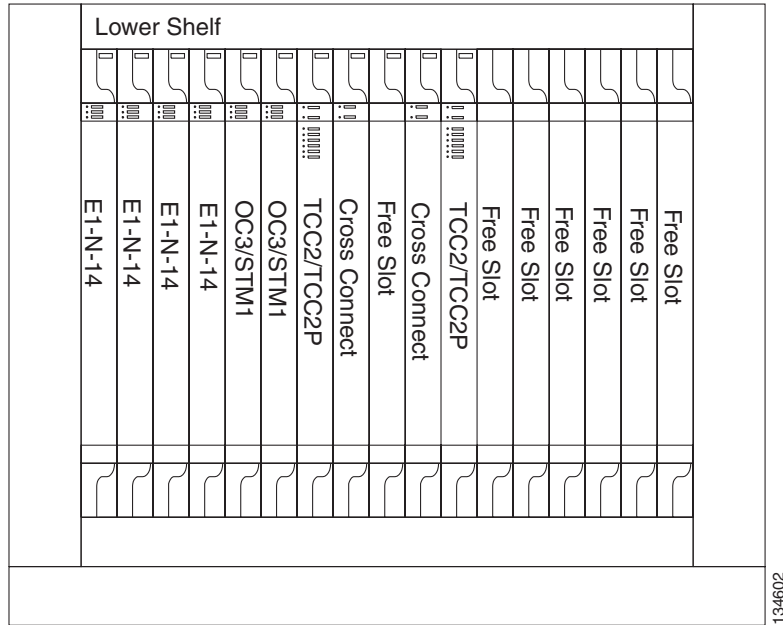 Lower Shelf
E1-N-14
E1-N-14
E1-N-14
E1-N-14
OC3/STM1
OC3/STM1
TCC2/TCC2P
Cross Connect
Free Slot
Cross Connect
TCC2/TCC2P
Free Slot
Free Slot
Free Slot
Free Slot
Free Slot
Free Slot
134602